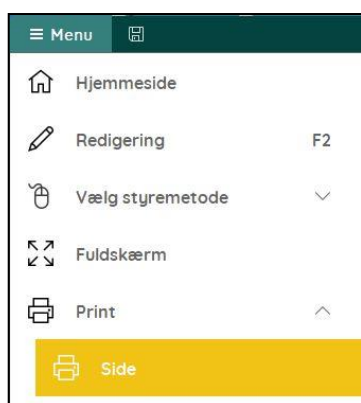 Menu
Hjemmeside
Redigering F2
Vælg styremetode
Fuldskærm
Print
Side